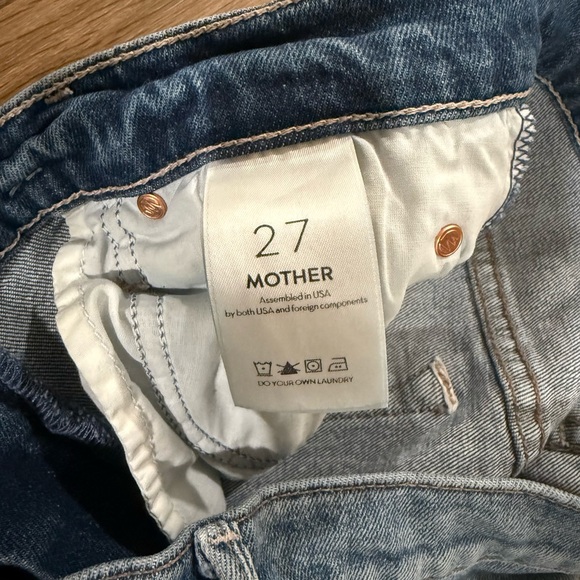 27
MOTHER
Assembled in USA
by both USA and foreign components
DO YOUR OWN LAUNDRY